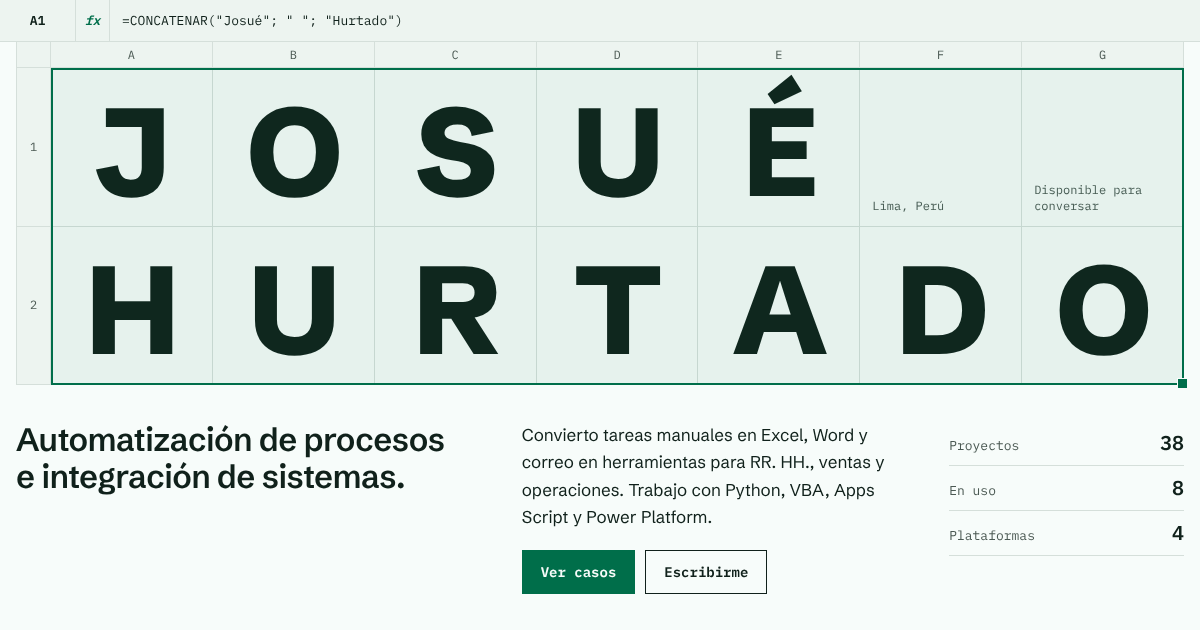 A1 fx =CONCATENAR("Josué"; " "; "Hurtado")
A B C D E F G
1 J O S U É
Lima, Perú
Disponible para
conversar
2 H U R T A D O
Automatización de procesos
e integración de sistemas.
Convierto tareas manuales en Excel, Word y
correo en herramientas para RR. HH., ventas y
operaciones. Trabajo con Python, VBA, Apps
Script y Power Platform.
Ver casos
Escribirme
Proyectos 38
En uso 8
Plataformas 4